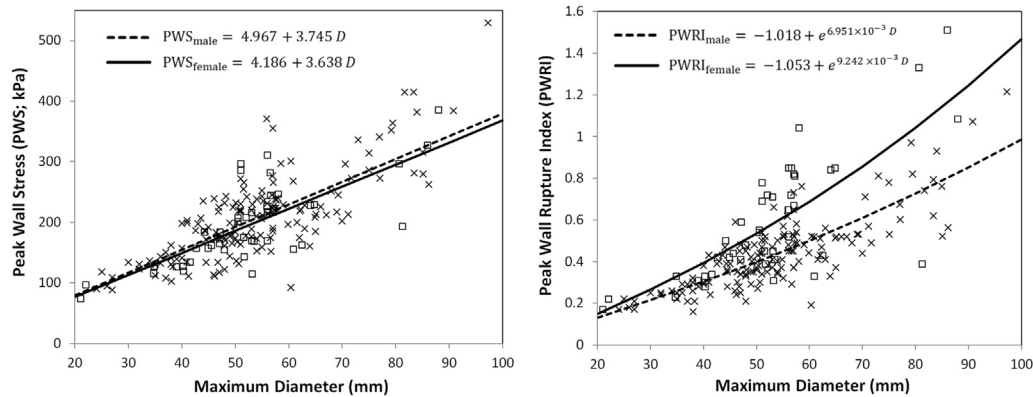 PWSmale = 4.967 + 3.745 D
PWSfemale = 4.186 + 3.638 D
500
400
300
200
100
0
20 30 40 50 60 70 80 90 100
Peak Wall Stress (PWS; kPa)
Maximum Diameter (mm)
PWRImale = −1.018 + e^6.951×10⁻³ D
PWRIfemale = −1.053 + e^9.242 ×10⁻³ D
1.6
1.4
1.2
1
0.8
0.6
0.4
0.2
0
20 30 40 50 60 70 80 90 100
Peak Wall Rupture Index (PWRI)
Maximum Diameter (mm)